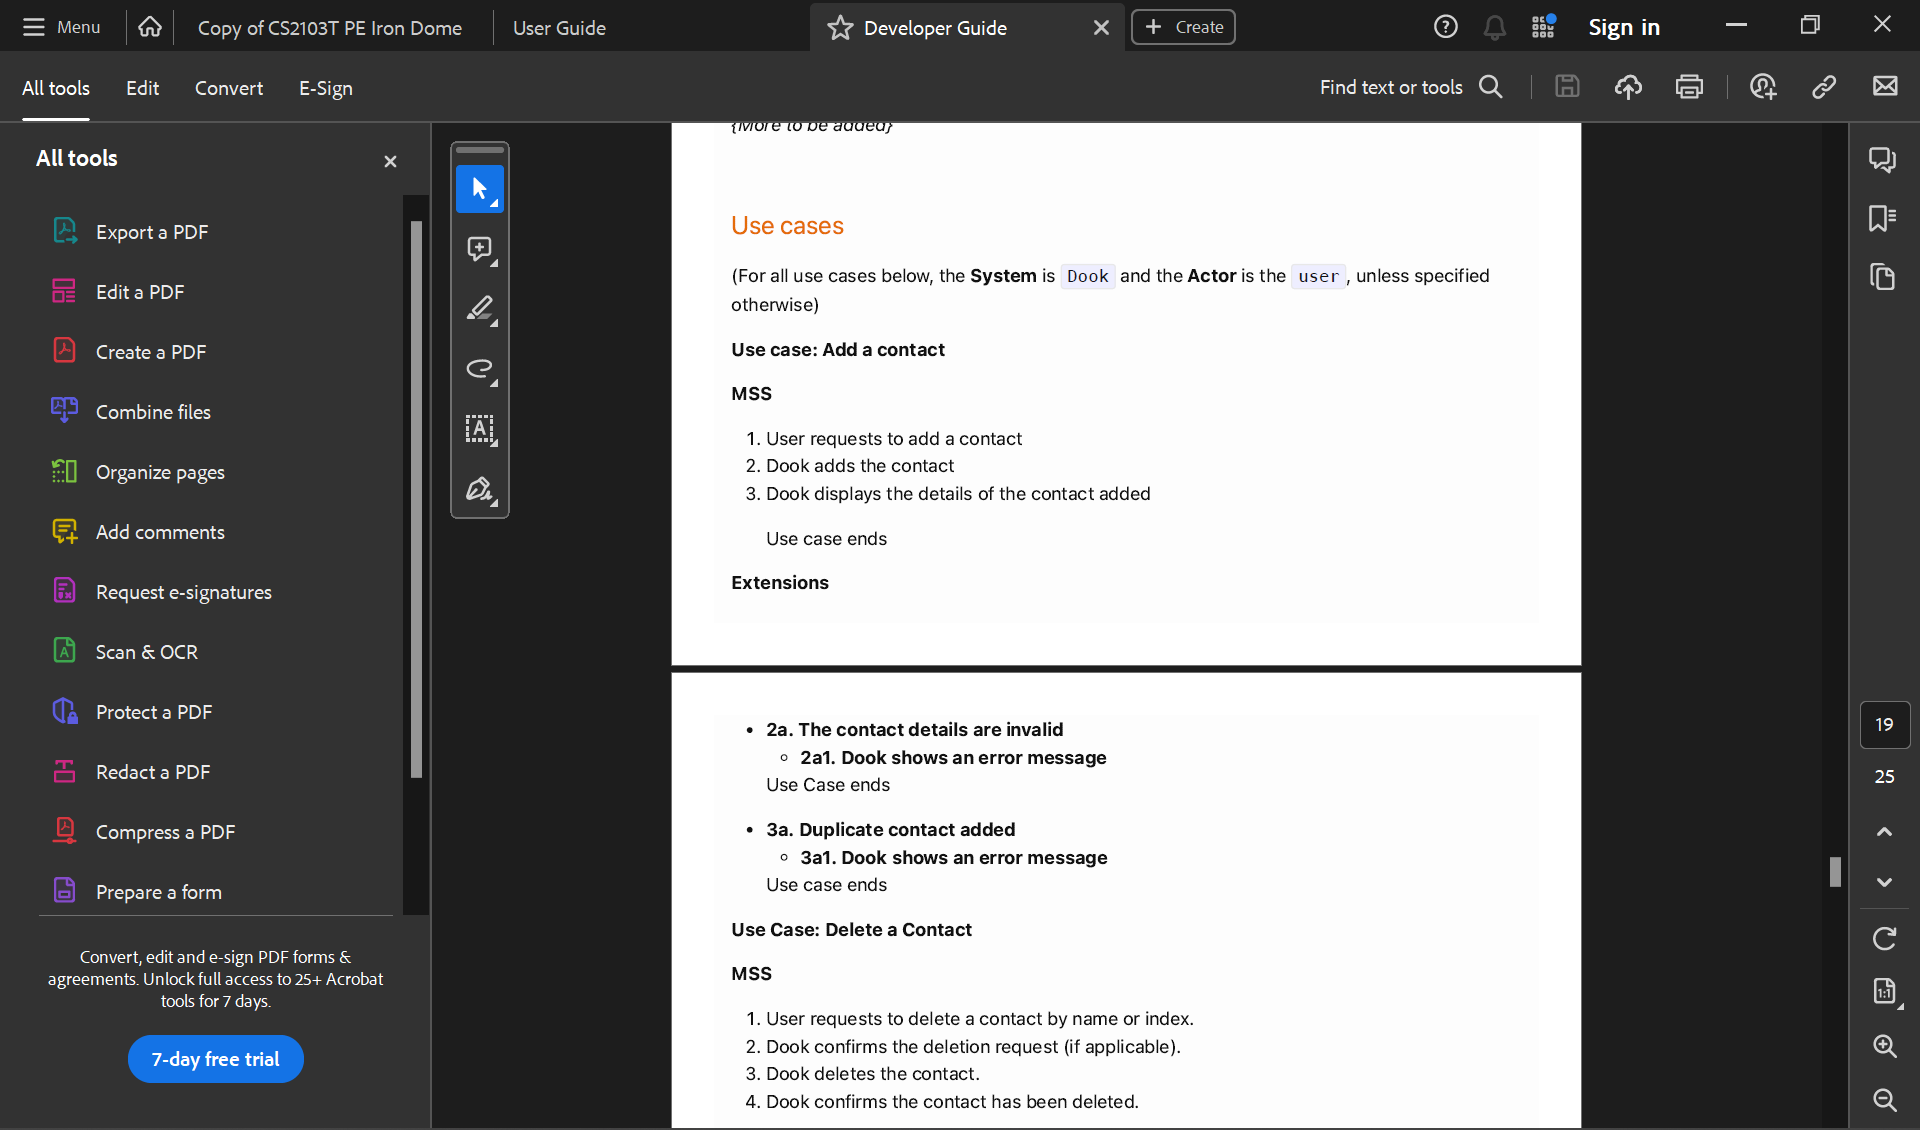 Menu
Copy of CS2103T PE Iron Dome
User Guide
Developer Guide
Create
Sign in
All tools
Edit
Convert
E-Sign
Find text or tools
All tools
Export a PDF
Edit a PDF
Create a PDF
Combine files
Organize pages
Add comments
Request e-signatures
Scan & OCR
Protect a PDF
Redact a PDF
Compress a PDF
Prepare a form
Convert, edit and e-sign PDF forms &
agreements. Unlock full access to 25+ Acrobat
tools for 7 days.
7-day free trial
{More to be added}
Use cases
(For all use cases below, the System is Dook and the Actor is the user, unless specified
otherwise)
Use case: Add a contact
MSS
1. User requests to add a contact
2. Dook adds the contact
3. Dook displays the details of the contact added
Use case ends
Extensions
• 2a. The contact details are invalid
◦ 2a1. Dook shows an error message
Use Case ends
• 3a. Duplicate contact added
◦ 3a1. Dook shows an error message
Use case ends
Use Case: Delete a Contact
MSS
1. User requests to delete a contact by name or index.
2. Dook confirms the deletion request (if applicable).
3. Dook deletes the contact.
4. Dook confirms the contact has been deleted.
19
25
1:1